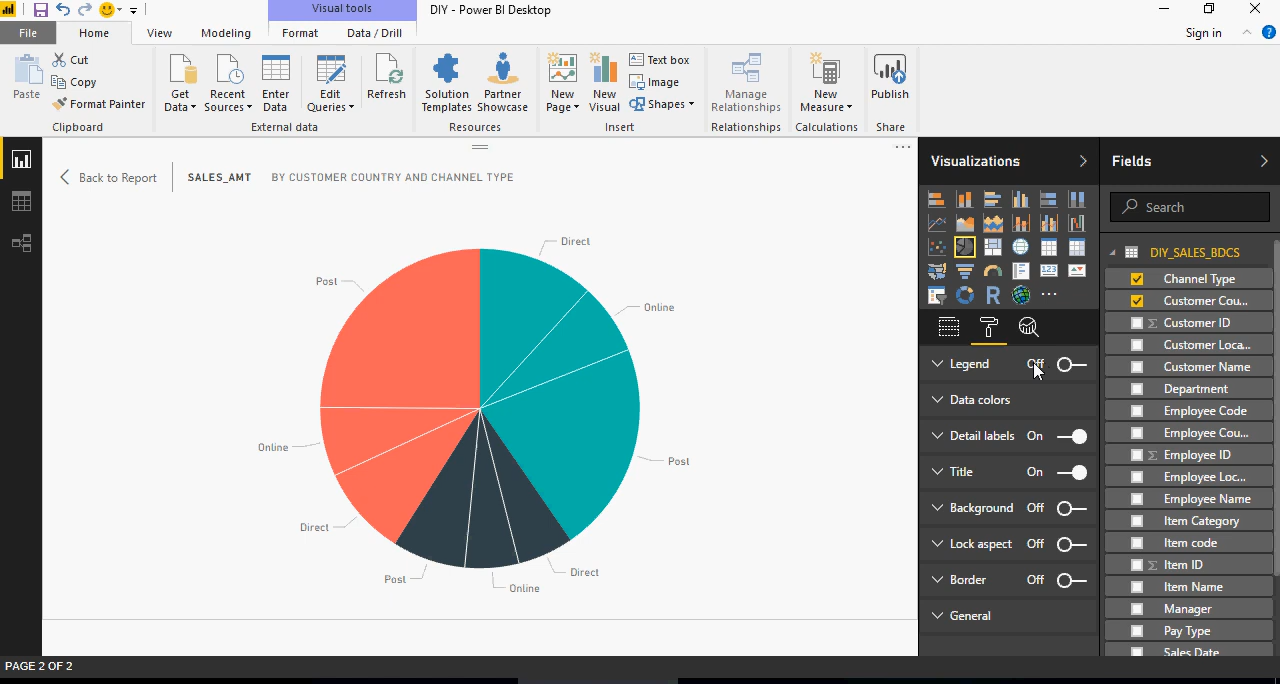 Visual tools
DIY - Power BI Desktop
File
Home
View
Modeling
Format
Data / Drill
Sign in
?
Paste
Cut
Copy
Format Painter
Clipboard
Get
Data
Recent
Sources
Enter
Data
Edit
Queries
Refresh
External data
Solution
Templates
Partner
Showcase
Resources
New
Page
New
Visual
Text box
Image
Shapes
Insert
Manage
Relationships
Relationships
New
Measure
Calculations
Publish
Share
Back to Report
SALES_AMT BY CUSTOMER COUNTRY AND CHANNEL TYPE
Direct
Online
Post
Direct
Online
Post
Direct
Online
Post
Visualizations
123
R
...
Legend Off
Data colors
Detail labels On
Title On
Background Off
Lock aspect Off
Border Off
General
Fields
Search
DIY_SALES_BDCS
Channel Type
Customer Cou...
Σ Customer ID
Customer Loca...
Customer Name
Department
Employee Code
Employee Cou...
Σ Employee ID
Employee Loc...
Employee Name
Item Category
Item code
Σ Item ID
Item Name
Manager
Pay Type
Sales Date
PAGE 2 OF 2